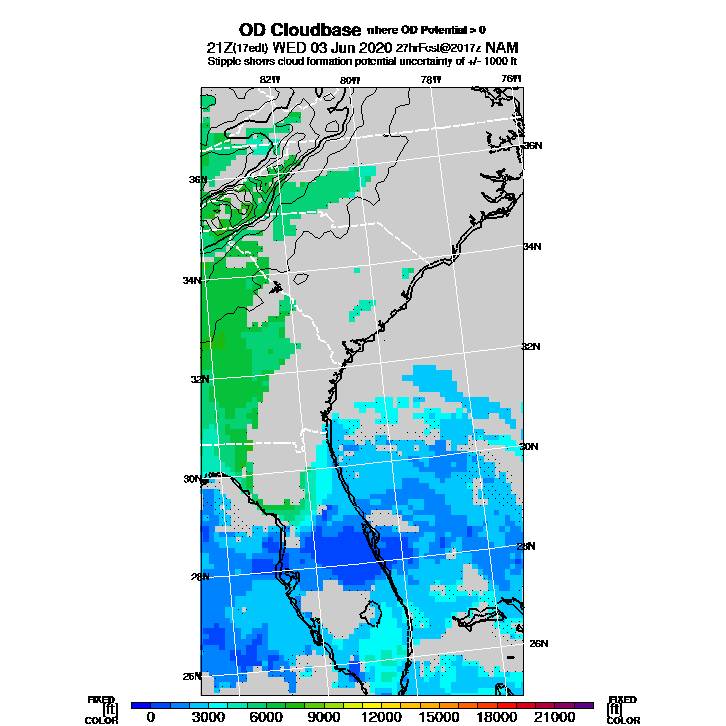 OD Cloudbase where OD Potential > 0
21Z(17edt) WED 03 Jun 2020 27hrFcst@2017z NAM
Stipple shows cloud formation potential uncertainty of +/- 1000 ft
82W 80W 78W 76W
36N 36N
34N 34N
32N 32N
30N 30N
28N 28N
26N 26N
FIXED [ft] COLOR
0 3000 6000 9000 12000 15000 18000 21000
FIXED [ft] COLOR